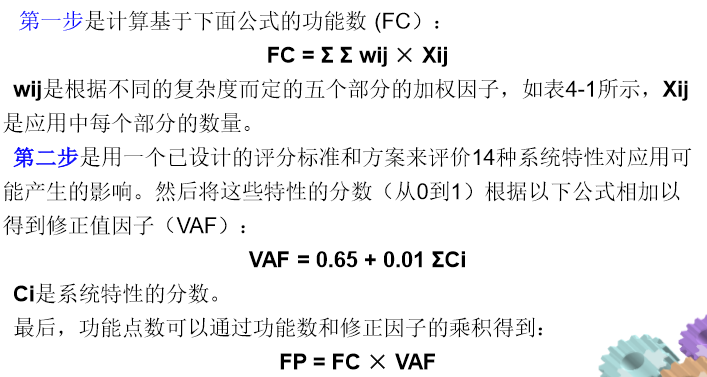 第一步是计算基于下面公式的功能数 (FC）：
FC = Σ Σ wij × Xij
wij是根据不同的复杂度而定的五个部分的加权因子，如表4-1所示，Xij
是应用中每个部分的数量。
第二步是用一个已设计的评分标准和方案来评价14种系统特性对应用可
能产生的影响。然后将这些特性的分数（从0到1）根据以下公式相加以
得到修正值因子（VAF）：
VAF = 0.65 + 0.01 ΣCi
Ci是系统特性的分数。
最后，功能点数可以通过功能数和修正因子的乘积得到：
FP = FC × VAF